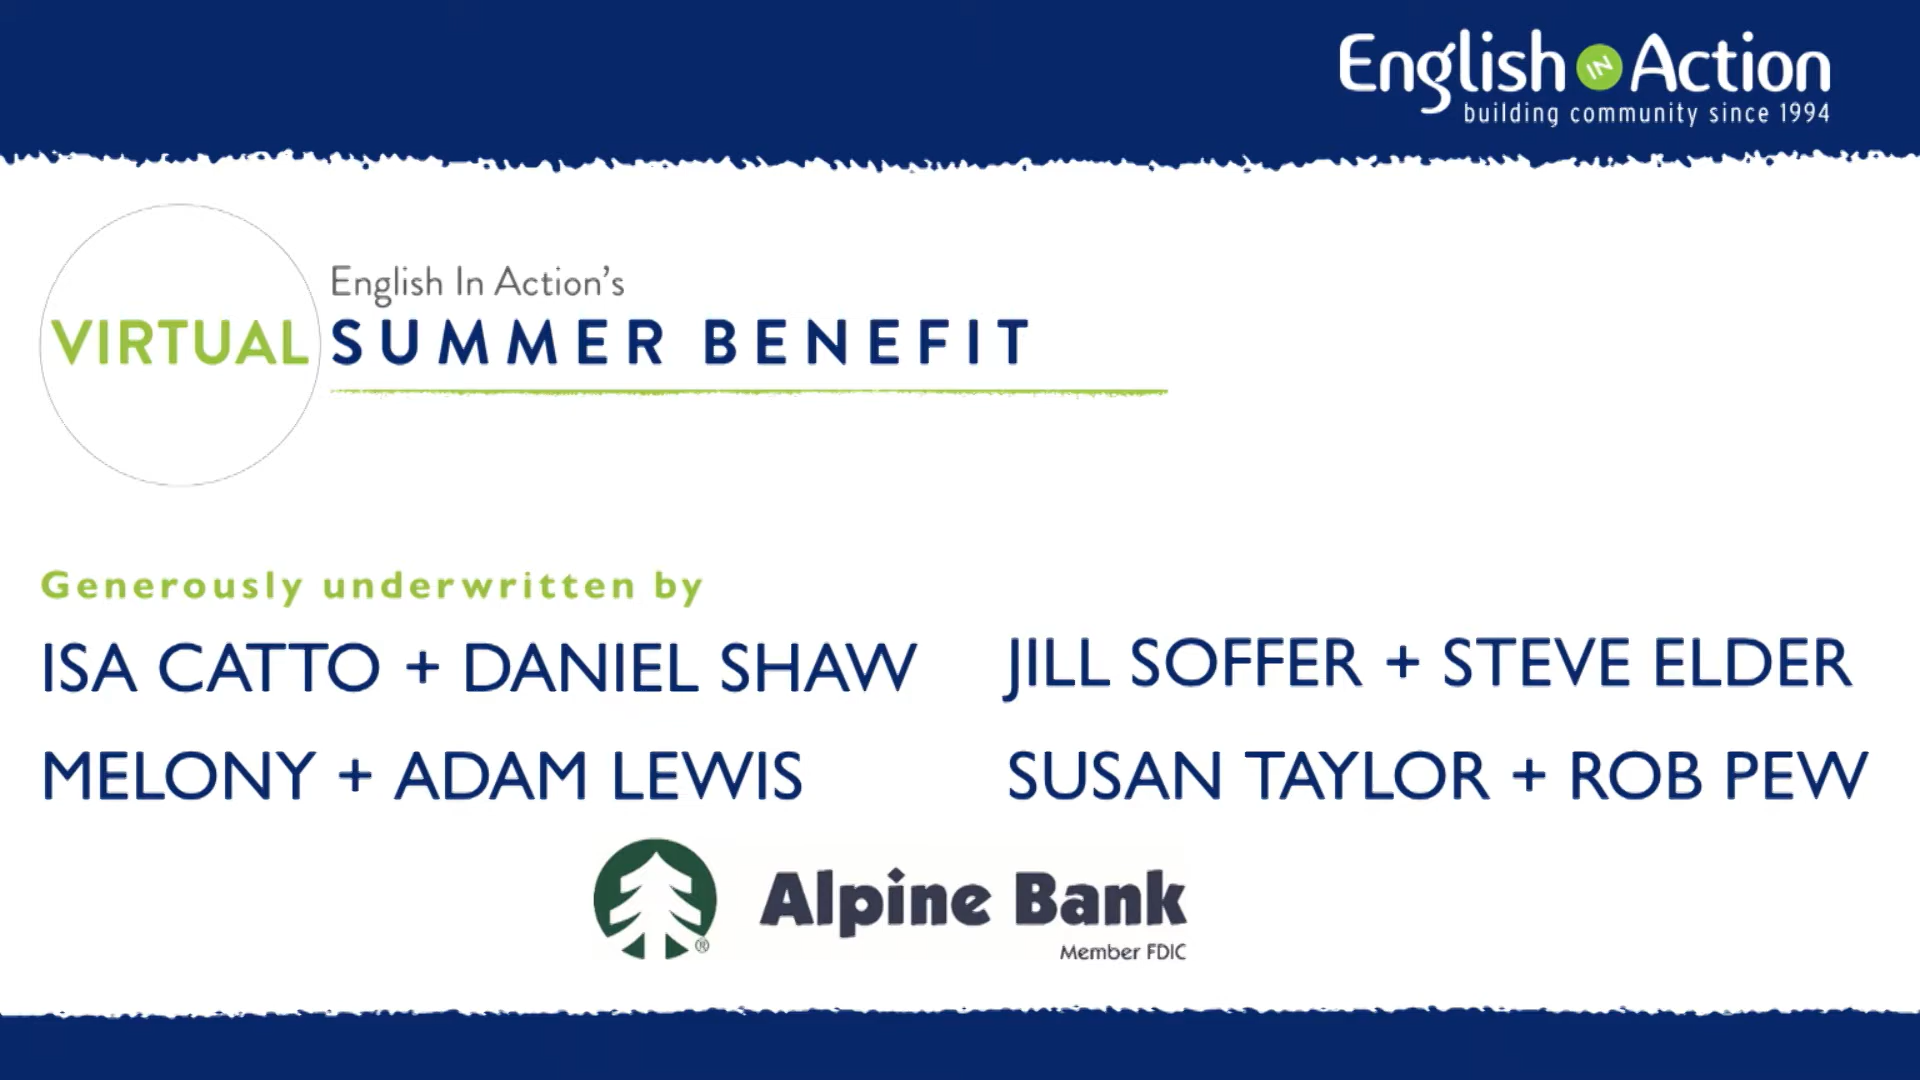 English IN Action
building community since 1994
English In Action's
VIRTUAL SUMMER BENEFIT
Generously underwritten by
ISA CATTO + DANIEL SHAW
JILL SOFFER + STEVE ELDER
MELONY + ADAM LEWIS
SUSAN TAYLOR + ROB PEW
Alpine Bank
®
Member FDIC